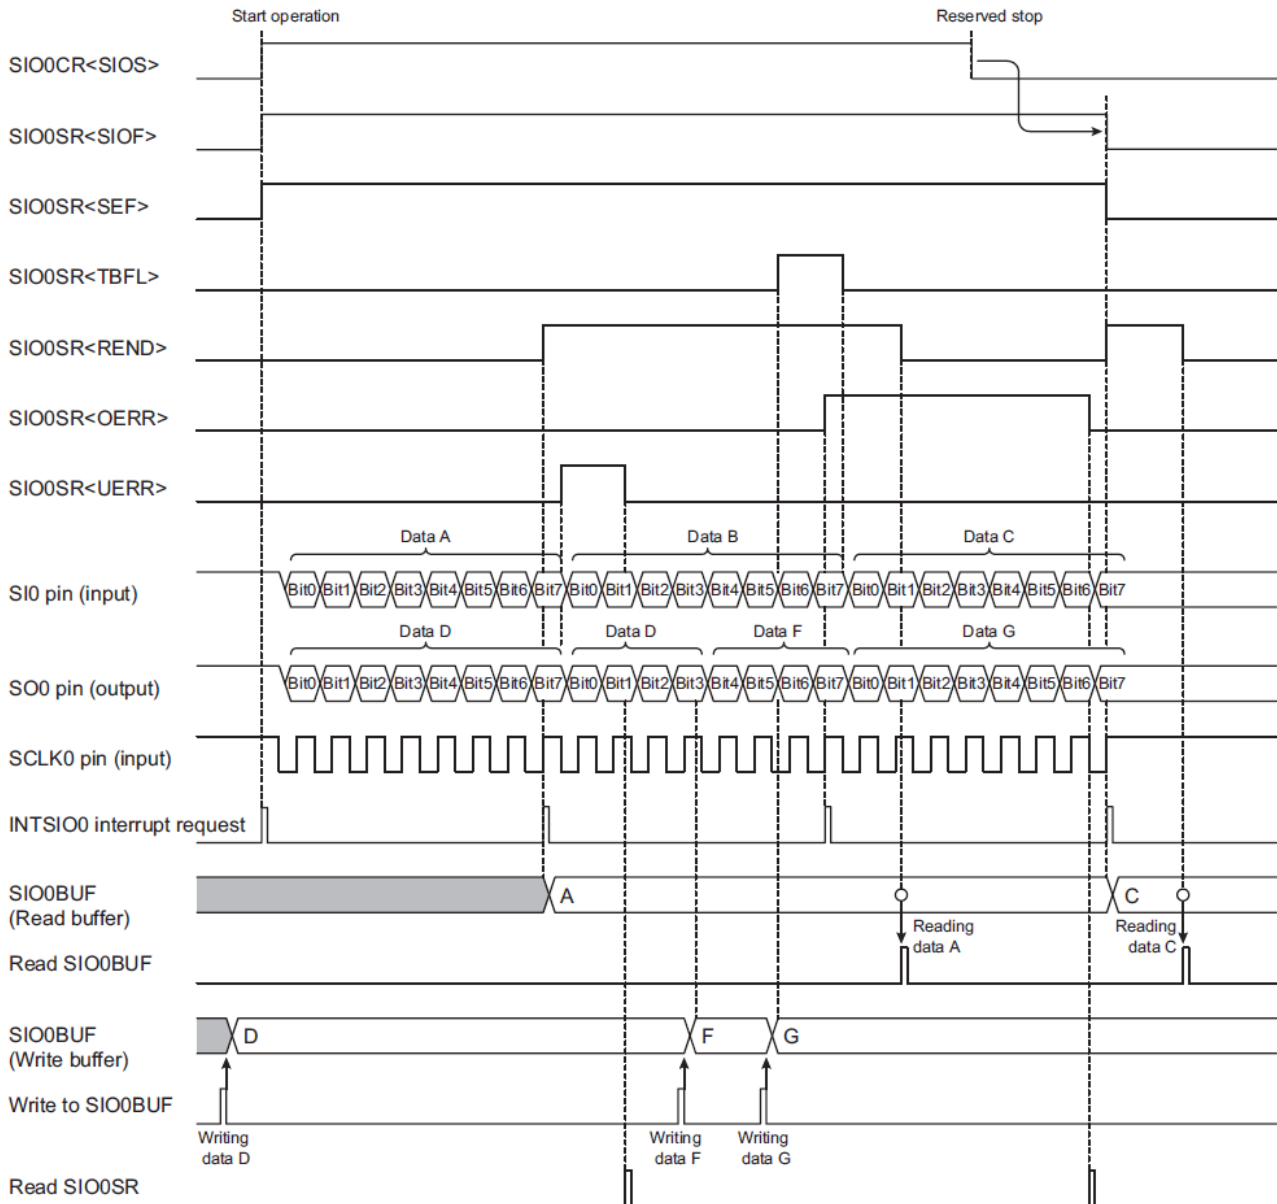 Start operation
Reserved stop
SIO0CR<SIOS>
SIO0SR<SIOF>
SIO0SR<SEF>
SIO0SR<TBFL>
SIO0SR<REND>
SIO0SR<OERR>
SIO0SR<UERR>
Data A
Data B
Data C
SI0 pin (input)
Bit0 Bit1 Bit2 Bit3 Bit4 Bit5 Bit6 Bit7 Bit0 Bit1 Bit2 Bit3 Bit4 Bit5 Bit6 Bit7 Bit0 Bit1 Bit2 Bit3 Bit4 Bit5 Bit6 Bit7
Data D
Data D
Data F
Data G
SO0 pin (output)
Bit0 Bit1 Bit2 Bit3 Bit4 Bit5 Bit6 Bit7 Bit0 Bit1 Bit2 Bit3 Bit4 Bit5 Bit6 Bit7 Bit0 Bit1 Bit2 Bit3 Bit4 Bit5 Bit6 Bit7
SCLK0 pin (input)
INTSIO0 interrupt request
SIO0BUF
(Read buffer)
A
C
Reading
data A
Reading
data C
Read SIO0BUF
SIO0BUF
(Write buffer)
D
F
G
Write to SIO0BUF
Writing
data D
Writing
data F
Writing
data G
Read SIO0SR